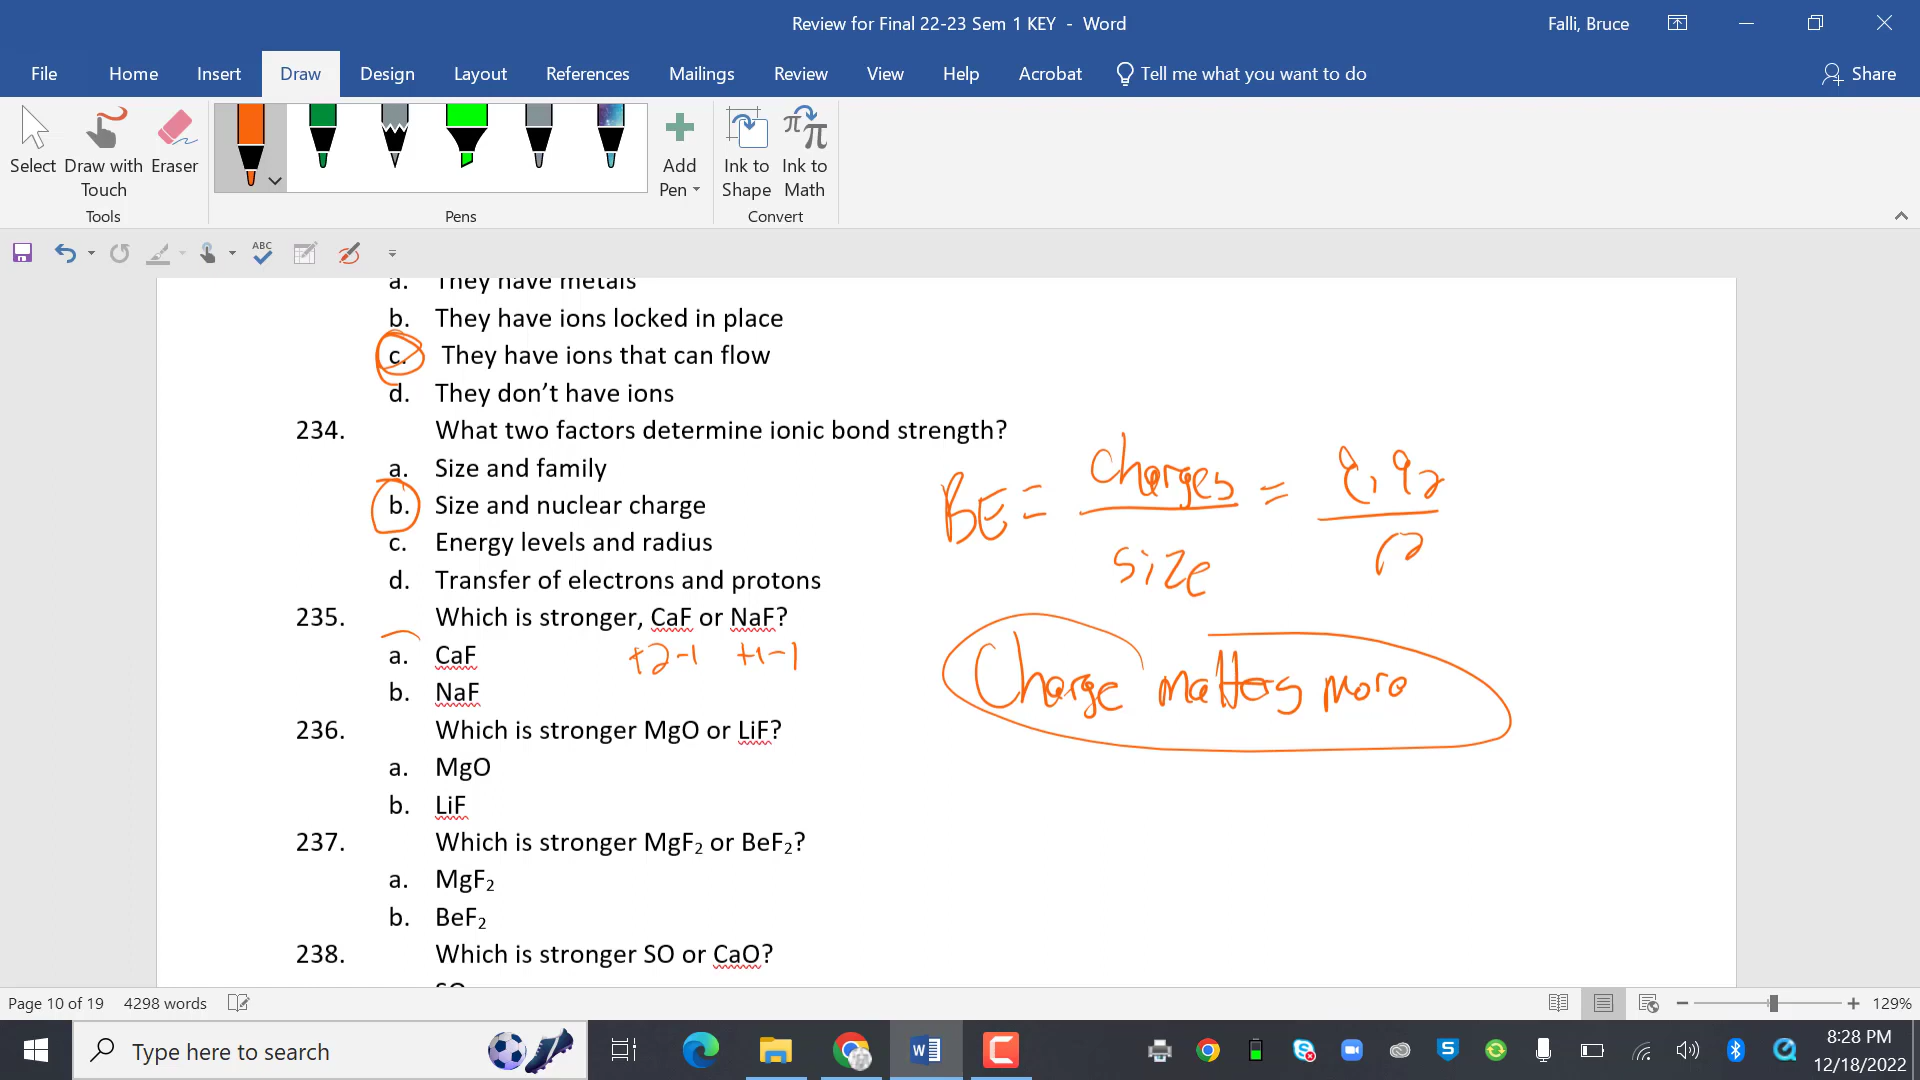 Review for Final 22-23 Sem 1 KEY - Word
Falli, Bruce
File Home Insert Draw Design Layout References Mailings Review View Help Acrobat Tell me what you want to do Share
Select Draw with Touch Eraser
Add Pen
Ink to Shape Ink to Math
Tools Pens Convert
ABC
a. They have metals
b. They have ions locked in place
c. They have ions that can flow
d. They don’t have ions
234. What two factors determine ionic bond strength?
a. Size and family
b. Size and nuclear charge
c. Energy levels and radius
d. Transfer of electrons and protons
BE = charges / size = q1 q2 / r
235. Which is stronger, CaF or NaF?
a. CaF
+2 -1 +1 -1
b. NaF
Charge matters more
236. Which is stronger MgO or LiF?
a. MgO
b. LiF
237. Which is stronger MgF₂ or BeF₂?
a. MgF₂
b. BeF₂
238. Which is stronger SO or CaO?
SO
Page 10 of 19 4298 words
129%
Type here to search
8:28 PM
12/18/2022